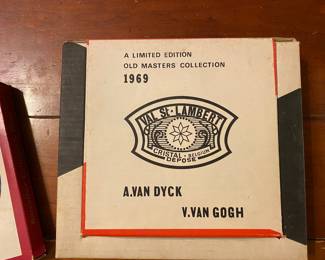 A LIMITED EDITION
OLD MASTERS COLLECTION
1969
VAL St. LAMBERT
CRISTAL • BELGIUM
DEPOSE
A.VAN DYCK
V.VAN GOGH